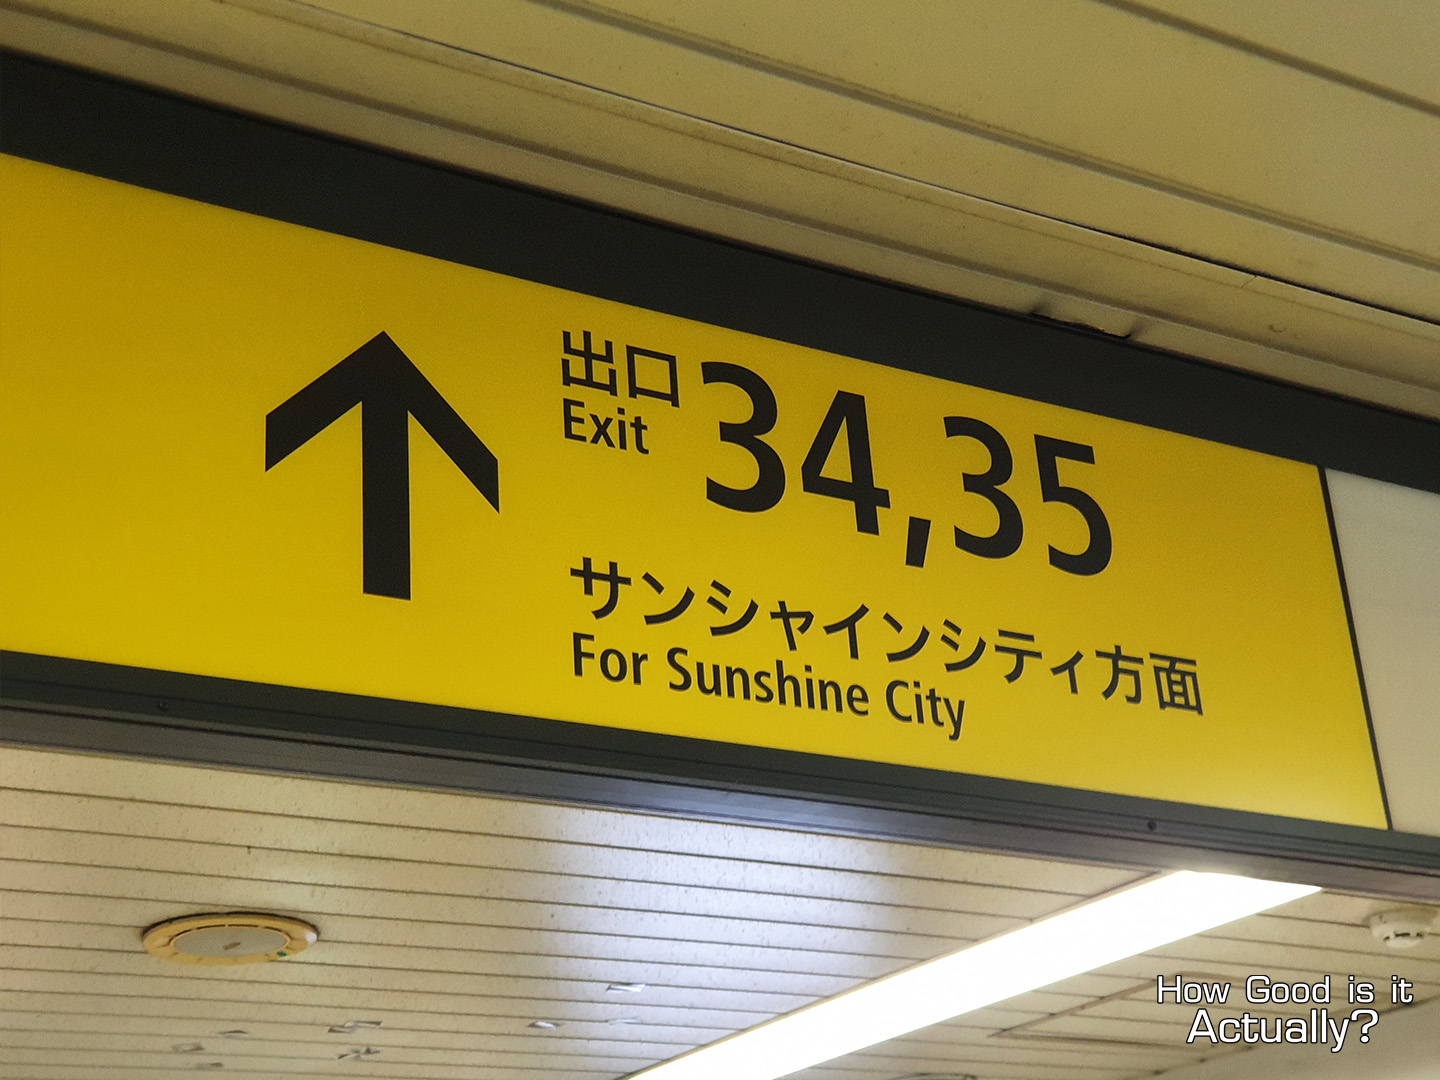 出口 34,35
Exit
サンシャインシティ方面
For Sunshine City
How Good is it
Actually?